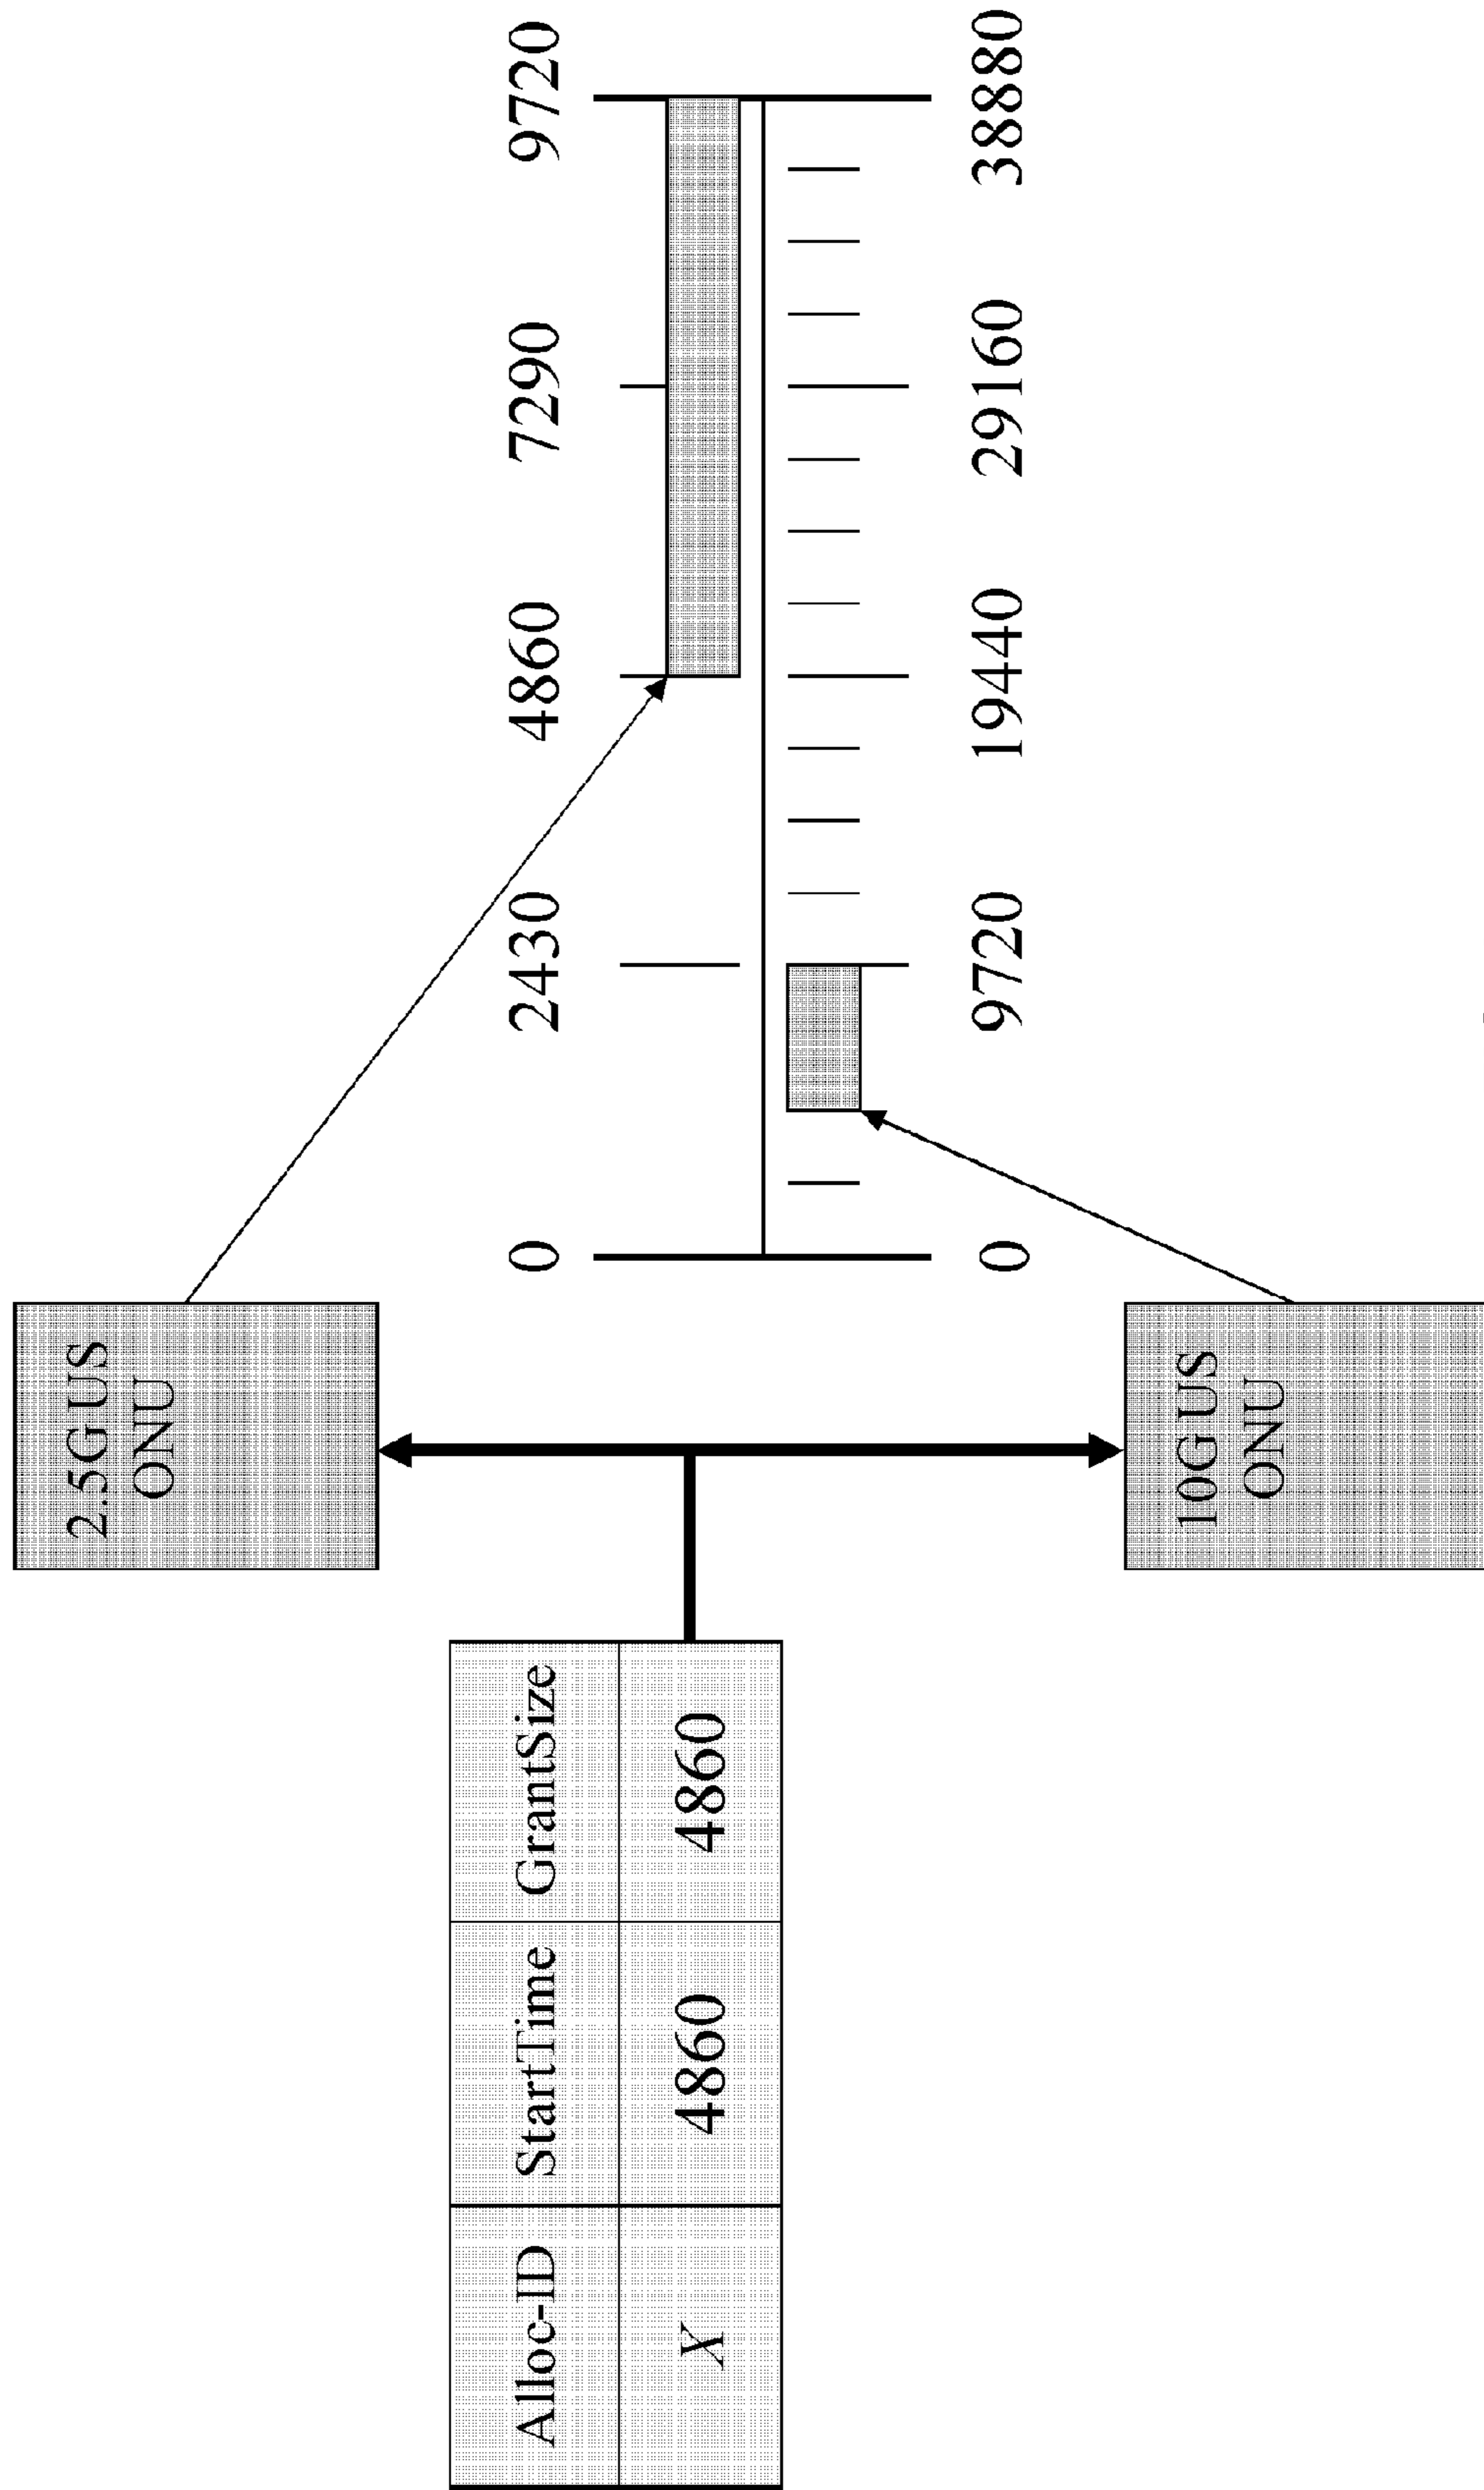 Alloc-ID StartTime GrantSize
X 4860 4860
2.5G US
ONU
10G US
ONU
0 2430 4860 7290 9720
0 9720 19440 29160 38880